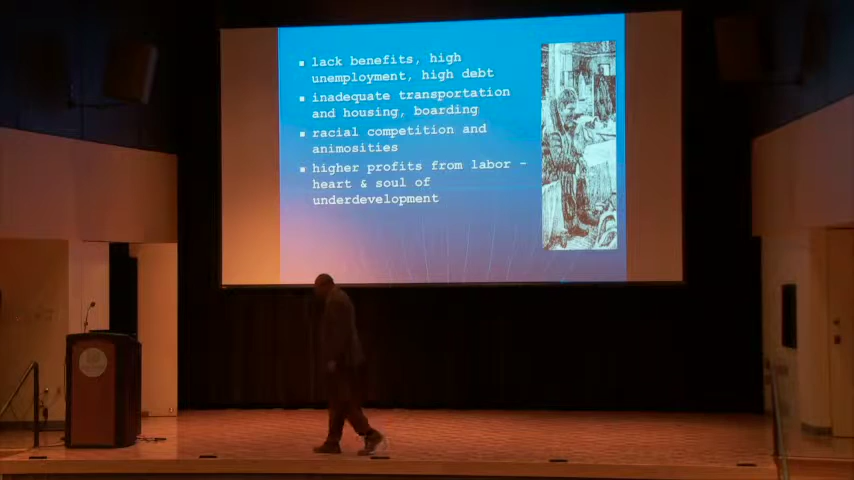 ▪ lack benefits, high
unemployment, high debt
▪ inadequate transportation
and housing, boarding
▪ racial competition and
animosities
▪ higher profits from labor –
heart & soul of
underdevelopment